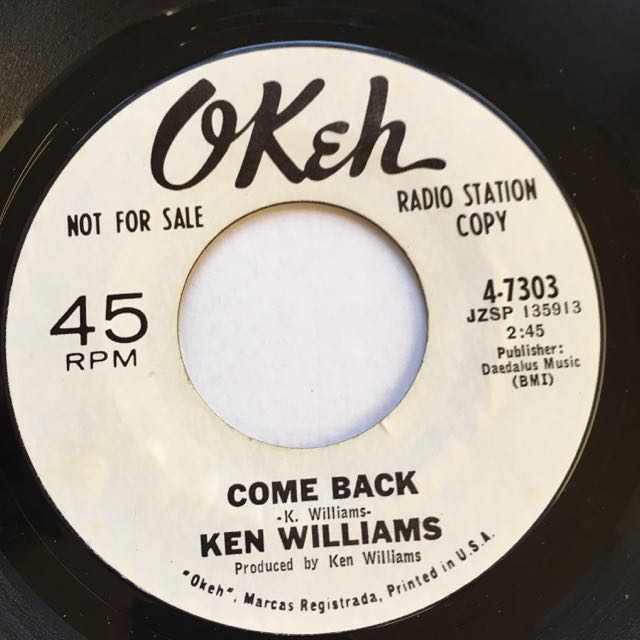 OKeh
NOT FOR SALE
RADIO STATION
COPY
45
RPM
4-7303
JZSP 135913
2:45
Publisher:
Daedalus Music
(BMI)
COME BACK
-K. Williams-
KEN WILLIAMS
Produced by Ken Williams
"Okeh", Marcas Registrada, Printed in U.S.A.